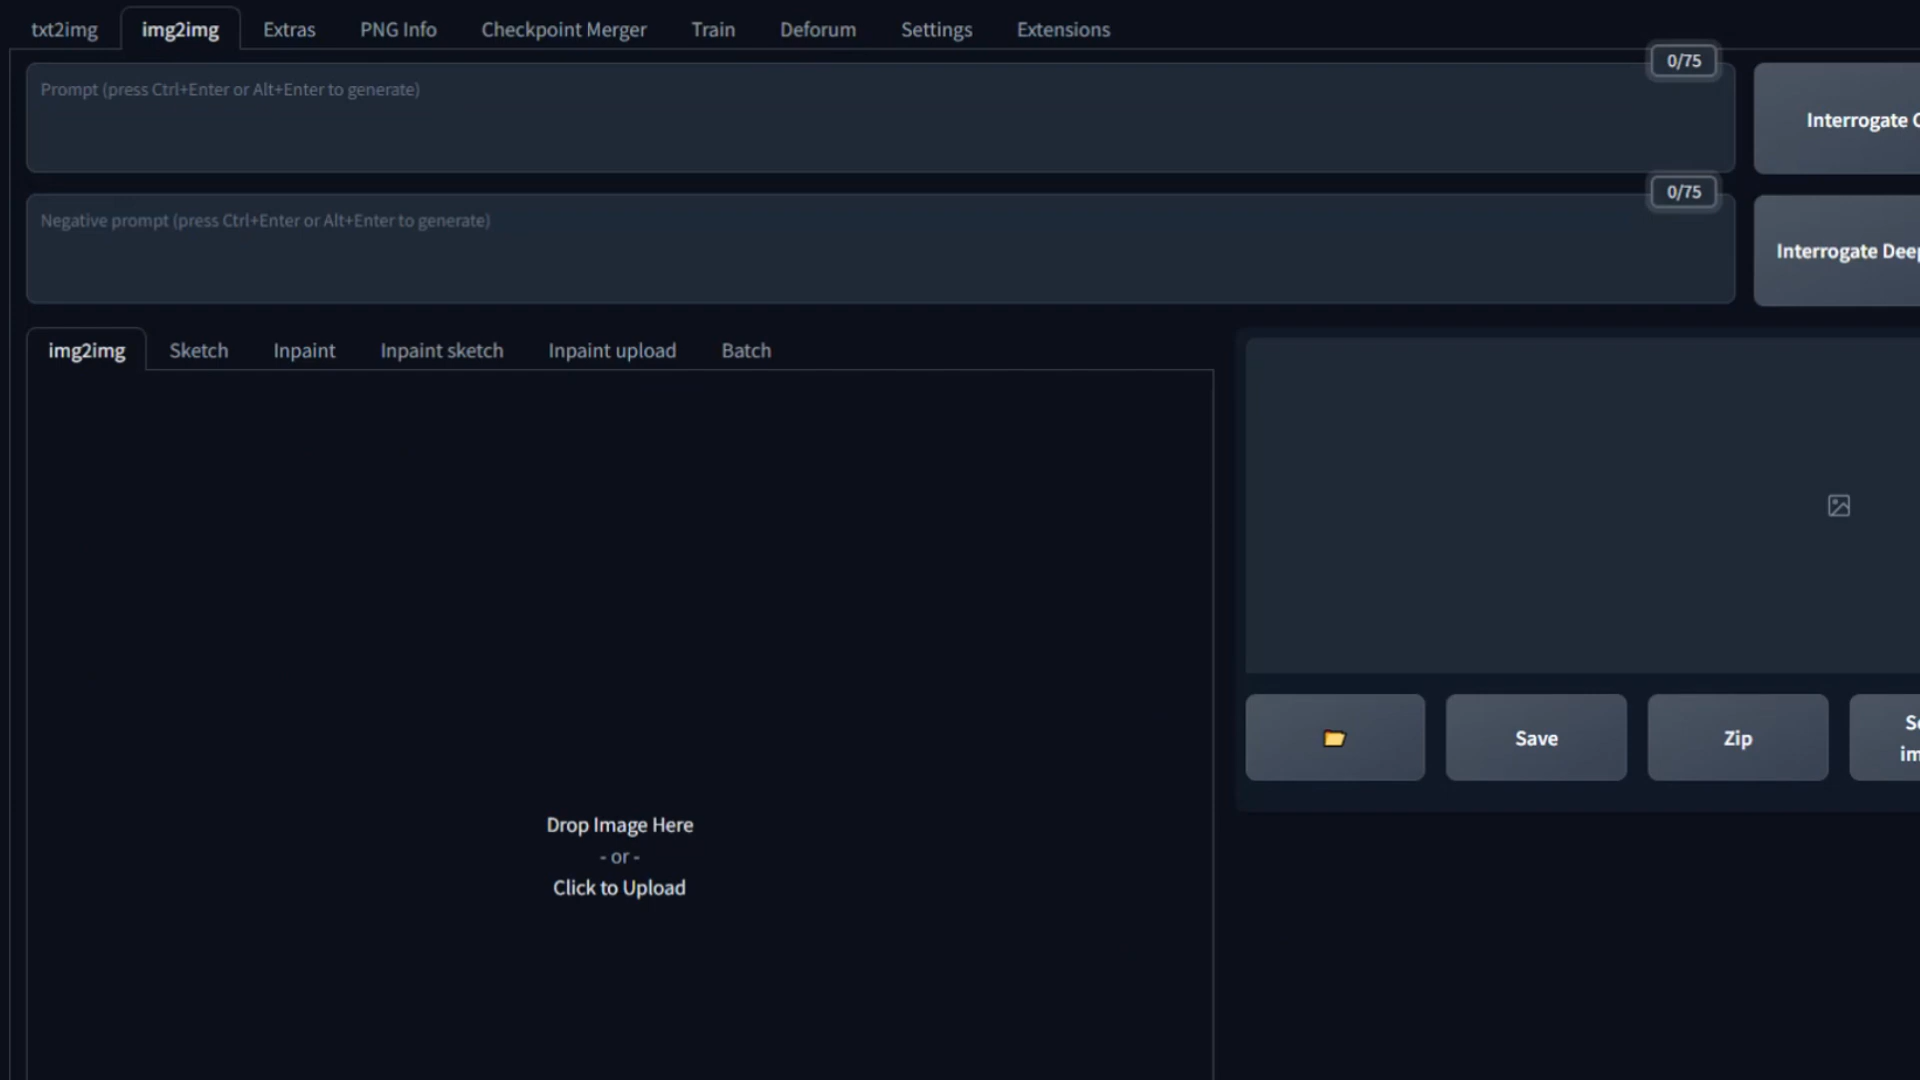 txt2img img2img Extras PNG Info Checkpoint Merger Train Deforum Settings Extensions
0/75
Prompt (press Ctrl+Enter or Alt+Enter to generate)
Interrogate
0/75
Negative prompt (press Ctrl+Enter or Alt+Enter to generate)
Interrogate
img2img Sketch Inpaint Inpaint sketch Inpaint upload Batch
Save Zip
Drop Image Here
- or -
Click to Upload